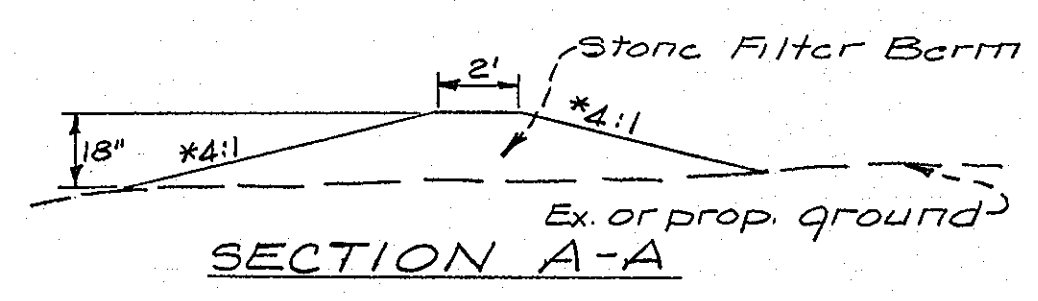 Stone Filter Berm
2'
*4:1
18"
*4:1
Ex. or prop. ground
SECTION A-A